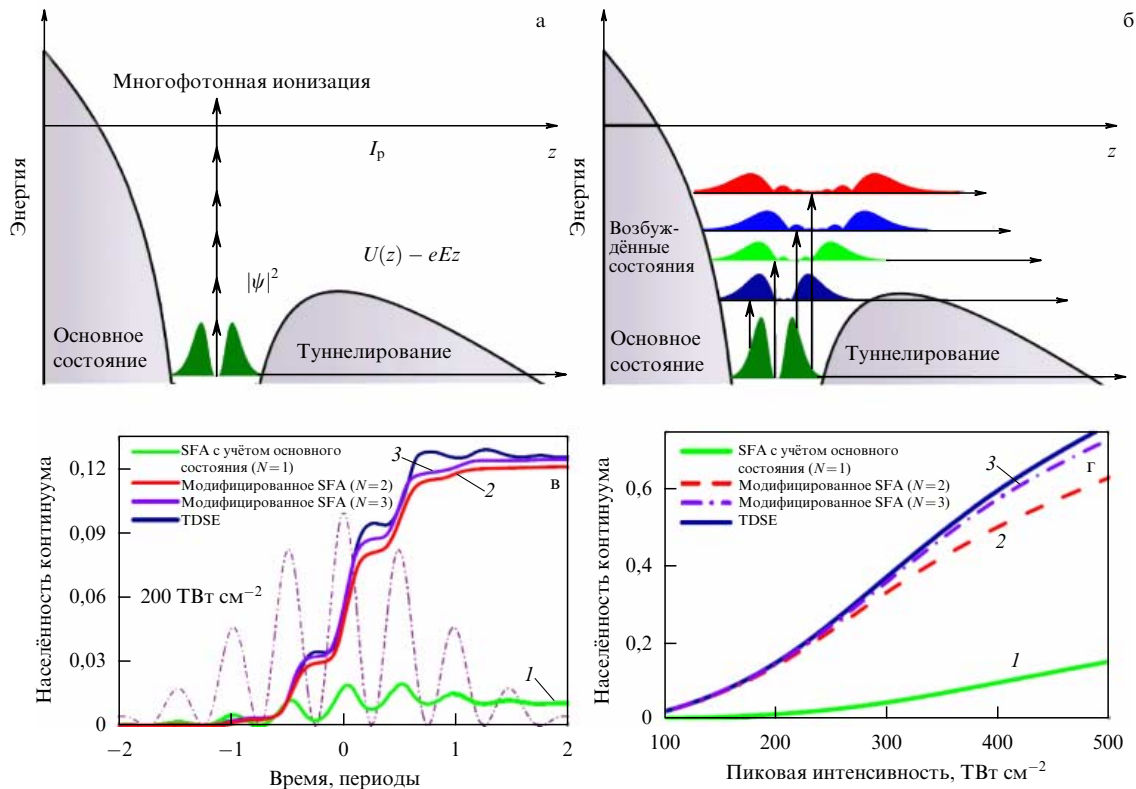 а
Энергия
Многофотонная ионизация
I_p
z
U(z) − eEz
|ψ|²
Основное
состояние
Туннелирование
б
Энергия
z
Возбуж-
дённые
состояния
Основное
состояние
Туннелирование
Населённость континуума
0,12
0,09
0,06
0,03
0
SFA с учётом основного
состояния (N=1)
Модифицированное SFA (N=2)
Модифицированное SFA (N=3)
TDSE
3
2
в
200 ТВт см⁻²
1
−2
−1
0
1
2
Время, периоды
Населённость континуума
0,6
0,4
0,2
0
SFA с учётом основного
состояния (N=1)
Модифицированное SFA (N=2)
Модифицированное SFA (N=3)
TDSE
3
г
2
1
100
200
300
400
500
Пиковая интенсивность, ТВт см⁻²